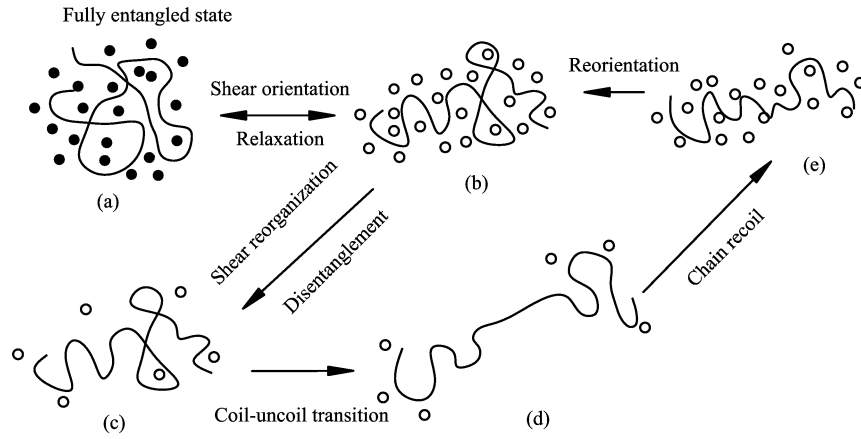 Fully entangled state
Shear orientation
Relaxation
Reorientation
(a)
(b)
(e)
Shear reorganization
Disentanglement
Chain recoil
(c)
Coil-uncoil transition
(d)